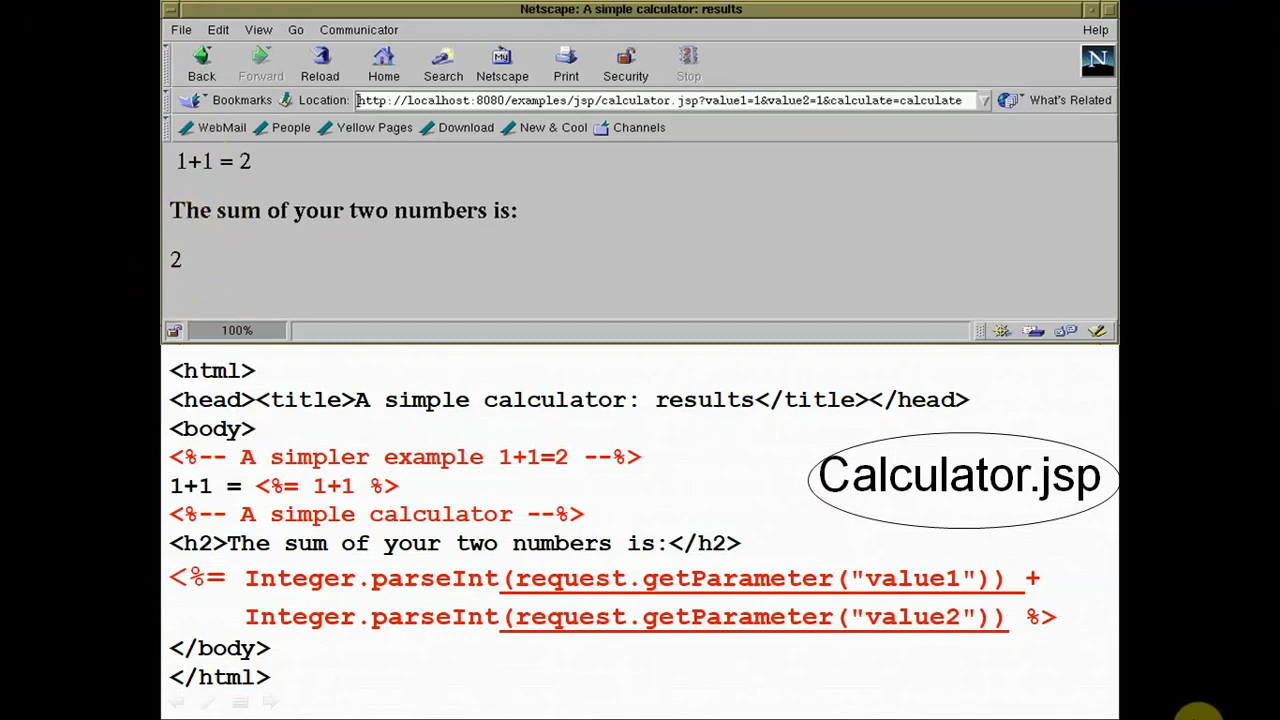 Netscape: A simple calculator: results
File Edit View Go Communicator Help
Back Forward Reload Home Search Netscape Print Security Stop
My
N
Bookmarks Location: http://localhost:8080/examples/jsp/calculator.jsp?value1=1&value2=1&calculate=calculate What's Related
WebMail People Yellow Pages Download New & Cool Channels
1+1 = 2
The sum of your two numbers is:
2
100%
<html>
<head><title>A simple calculator: results</title></head>
<body>
<%-- A simpler example 1+1=2 --%>
1+1 = <%= 1+1 %>
<%-- A simple calculator --%>
<h2>The sum of your two numbers is:</h2>
<%= Integer.parseInt(request.getParameter("value1")) +
Integer.parseInt(request.getParameter("value2")) %>
</body>
</html>
Calculator.jsp